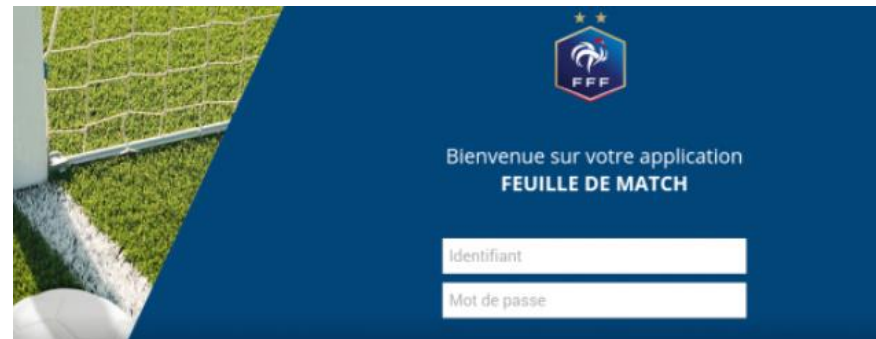 FFF
Bienvenue sur votre application
FEUILLE DE MATCH
Identifiant
Mot de passe